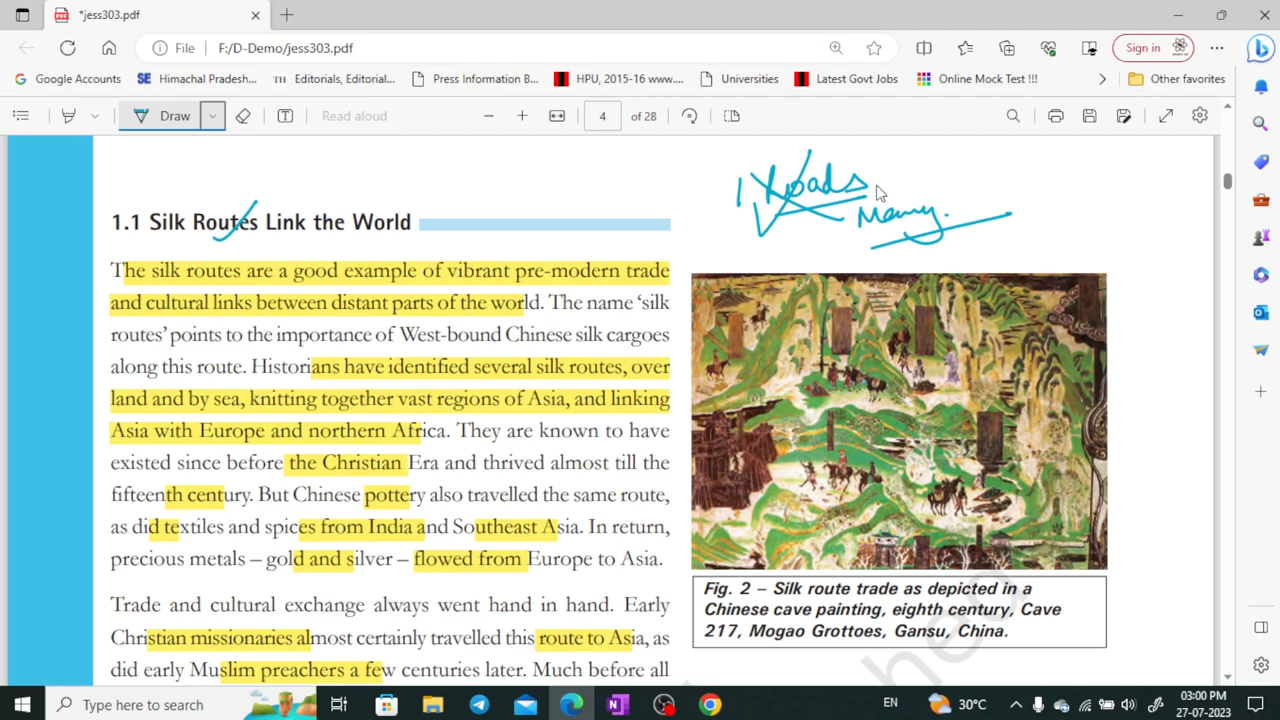 *jess303.pdf
File F:/D-Demo/jess303.pdf
Sign in
Google Accounts
SE Himachal Pradesh...
TH Editorials, Editorial...
Press Information B...
HPU, 2015-16 www....
Universities
Latest Govt Jobs
Online Mock Test !!!
Other favorites
Draw
Read aloud
4 of 28
1 Roads
Many.
1.1 Silk Routes Link the World
The silk routes are a good example of vibrant pre-modern trade
and cultural links between distant parts of the world. The name ‘silk
routes’ points to the importance of West-bound Chinese silk cargoes
along this route. Historians have identified several silk routes, over
land and by sea, knitting together vast regions of Asia, and linking
Asia with Europe and northern Africa. They are known to have
existed since before the Christian Era and thrived almost till the
fifteenth century. But Chinese pottery also travelled the same route,
as did textiles and spices from India and Southeast Asia. In return,
precious metals – gold and silver – flowed from Europe to Asia.
Trade and cultural exchange always went hand in hand. Early
Christian missionaries almost certainly travelled this route to Asia, as
did early Muslim preachers a few centuries later. Much before all
Fig. 2 – Silk route trade as depicted in a
Chinese cave painting, eighth century, Cave
217, Mogao Grottoes, Gansu, China.
Type here to search
30°C
EN
03:00 PM
27-07-2023